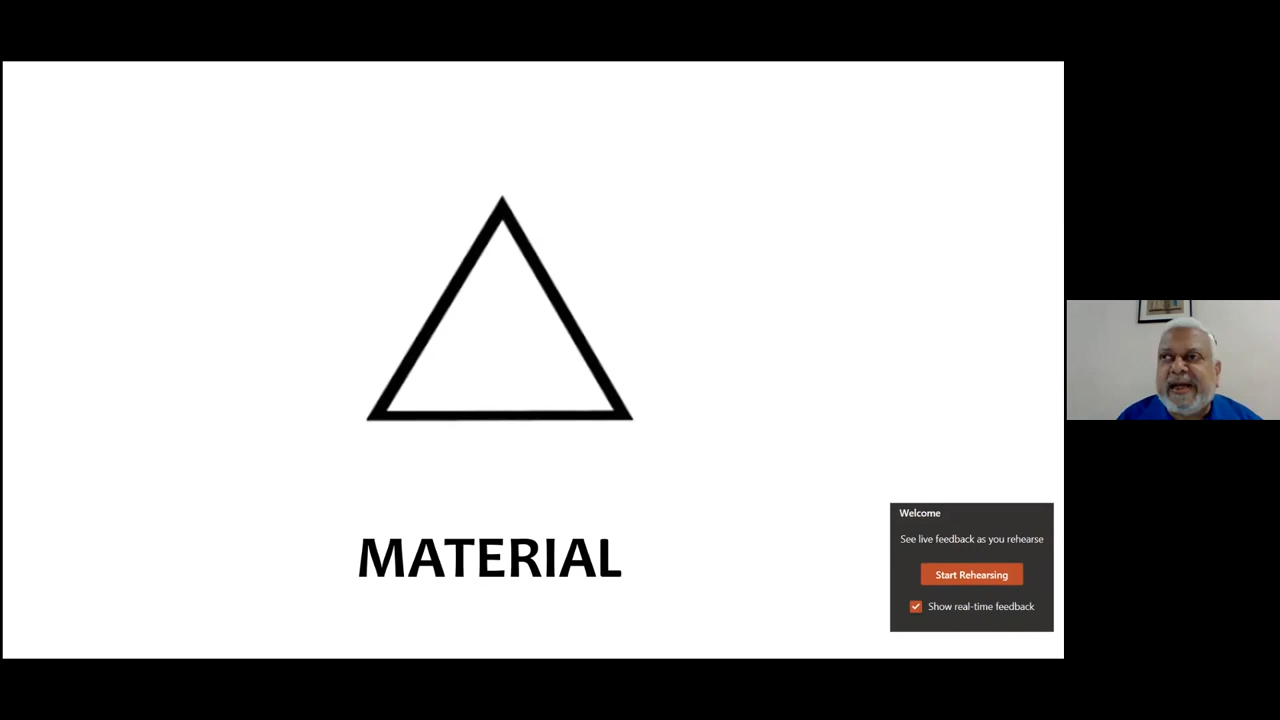 MATERIAL
Welcome
See live feedback as you rehearse
Start Rehearsing
Show real-time feedback